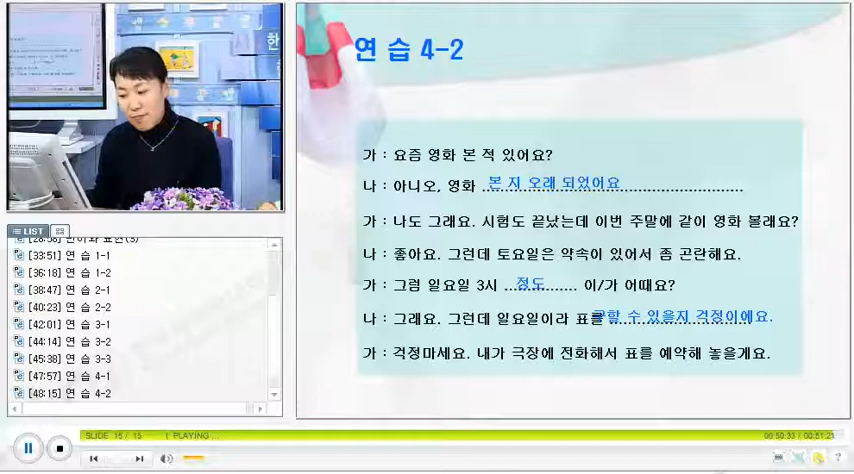 연 습 4-2
가 : 요즘 영화 본 적 있어요?
나 : 아니오, 영화 본 지 오래 되었어요
가 : 나도 그래요. 시험도 끝났는데 이번 주말에 같이 영화 볼래요?
나 : 좋아요. 그런데 토요일은 약속이 있어서 좀 곤란해요.
가 : 그럼 일요일 3시 정도 이/가 어때요?
나 : 그래요. 그런데 일요일이라 표를 구할 수 있을지 걱정이에요.
가 : 걱정마세요. 내가 극장에 전화해서 표를 예약해 놓을게요.
LIST
[33:51] 연 습 1-1
[36:18] 연 습 1-2
[38:47] 연 습 2-1
[40:23] 연 습 2-2
[42:01] 연 습 3-1
[44:14] 연 습 3-2
[45:38] 연 습 3-3
[47:57] 연 습 4-1
[48:15] 연 습 4-2
SLIDE 15 / 15 | PLAYING ...
00:50:33 / 00:51:21